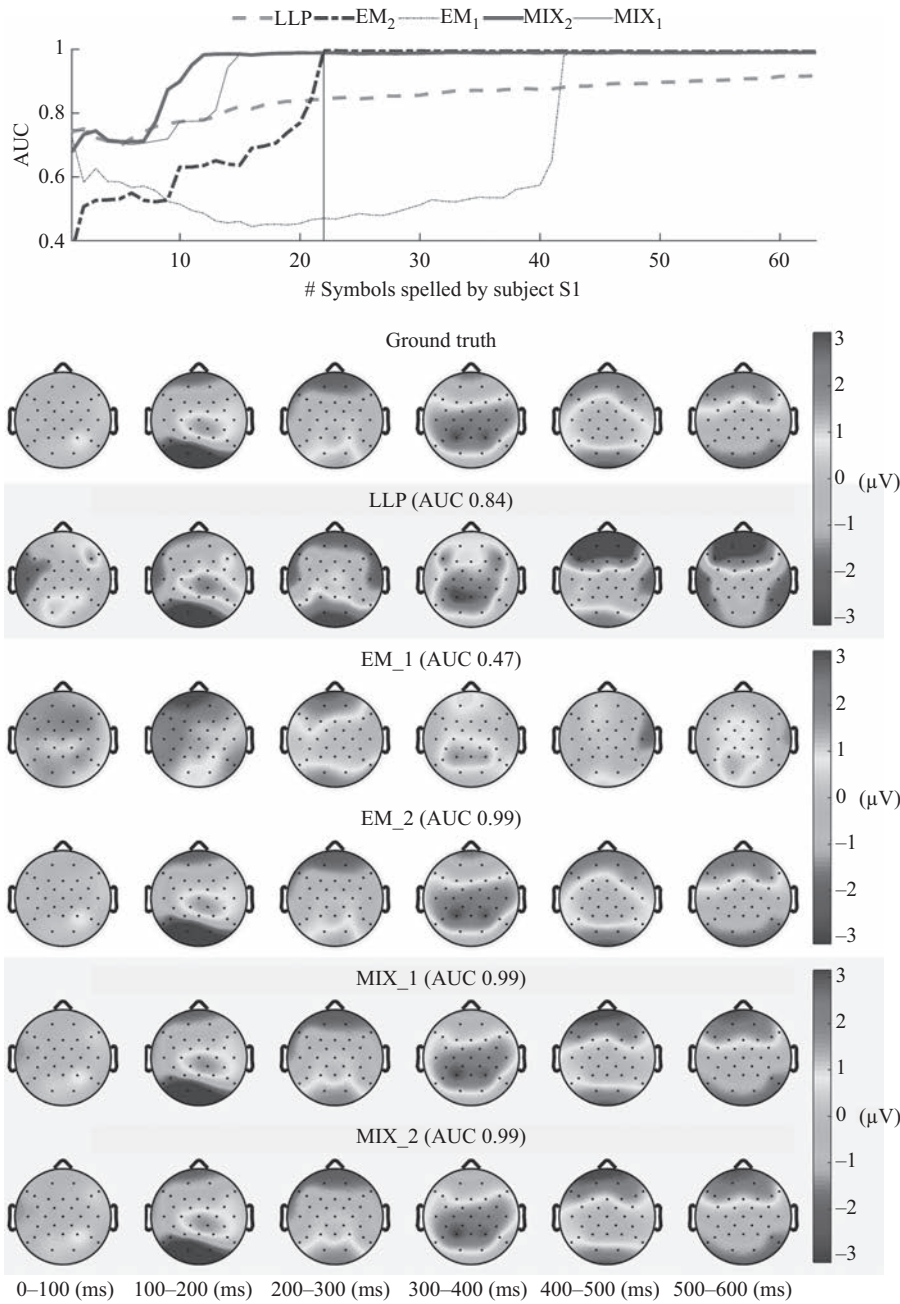 LLP EM2 EM1 MIX2 MIX1
1
0.8
0.6
0.4
AUC
10 20 30 40 50 60
# Symbols spelled by subject S1
Ground truth
3
2
1
0 (µV)
–1
–2
–3
LLP (AUC 0.84)
EM_1 (AUC 0.47)
3
2
1
0 (µV)
–1
–2
–3
EM_2 (AUC 0.99)
MIX_1 (AUC 0.99)
3
2
1
0 (µV)
–1
–2
–3
MIX_2 (AUC 0.99)
0–100 (ms) 100–200 (ms) 200–300 (ms) 300–400 (ms) 400–500 (ms) 500–600 (ms)